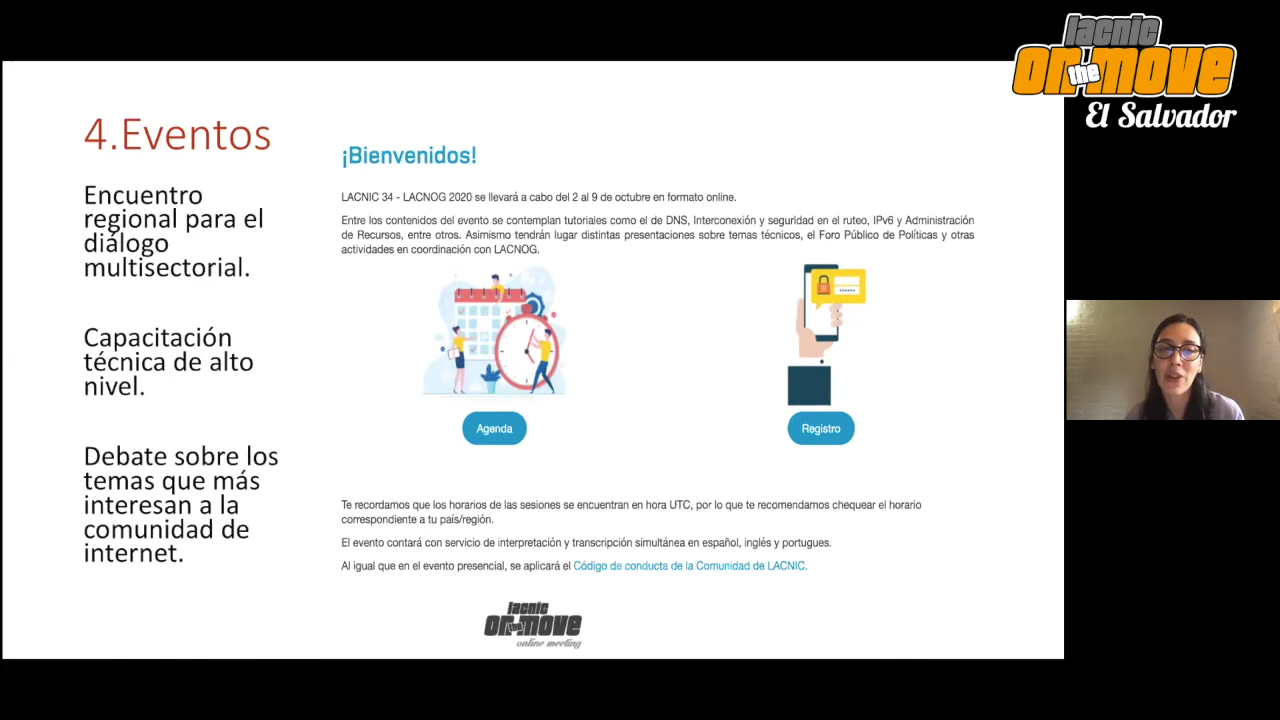 lacnic
on the move
El Salvador
4.Eventos
Encuentro
regional para el
diálogo
multisectorial.
Capacitación
técnica de alto
nivel.
Debate sobre los
temas que más
interesan a la
comunidad de
internet.
¡Bienvenidos!
LACNIC 34 - LACNOG 2020 se llevará a cabo del 2 al 9 de octubre en formato online.
Entre los contenidos del evento se contemplan tutoriales como el de DNS, Interconexión y seguridad en el ruteo, IPv6 y Administración
de Recursos, entre otros. Asimismo tendrán lugar distintas presentaciones sobre temas técnicos, el Foro Público de Políticas y otras
actividades en coordinación con LACNOG.
Agenda
Registro
Te recordamos que los horarios de las sesiones se encuentran en hora UTC, por lo que te recomendamos chequear el horario
correspondiente a tu país/región.
El evento contará con servicio de interpretación y transcripción simultánea en español, inglés y portugues.
Al igual que en el evento presencial, se aplicará el Código de conducta de la Comunidad de LACNIC.
lacnic
on the move
online meeting